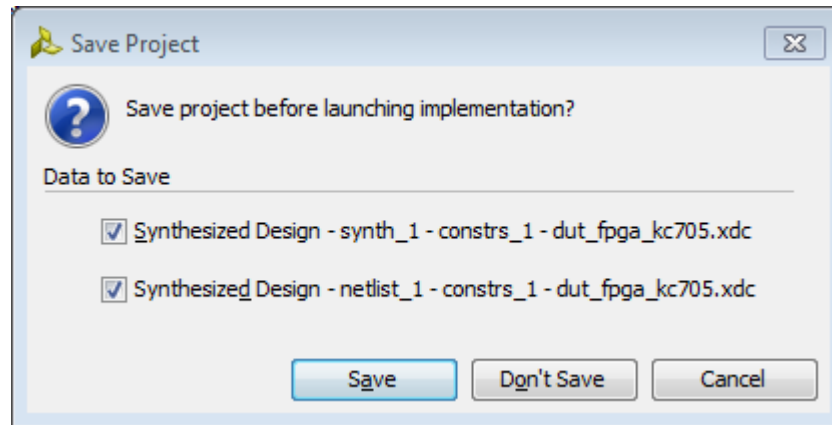 Save Project
Save project before launching implementation?
Data to Save
Synthesized Design - synth_1 - constrs_1 - dut_fpga_kc705.xdc
Synthesized Design - netlist_1 - constrs_1 - dut_fpga_kc705.xdc
Save
Don't Save
Cancel